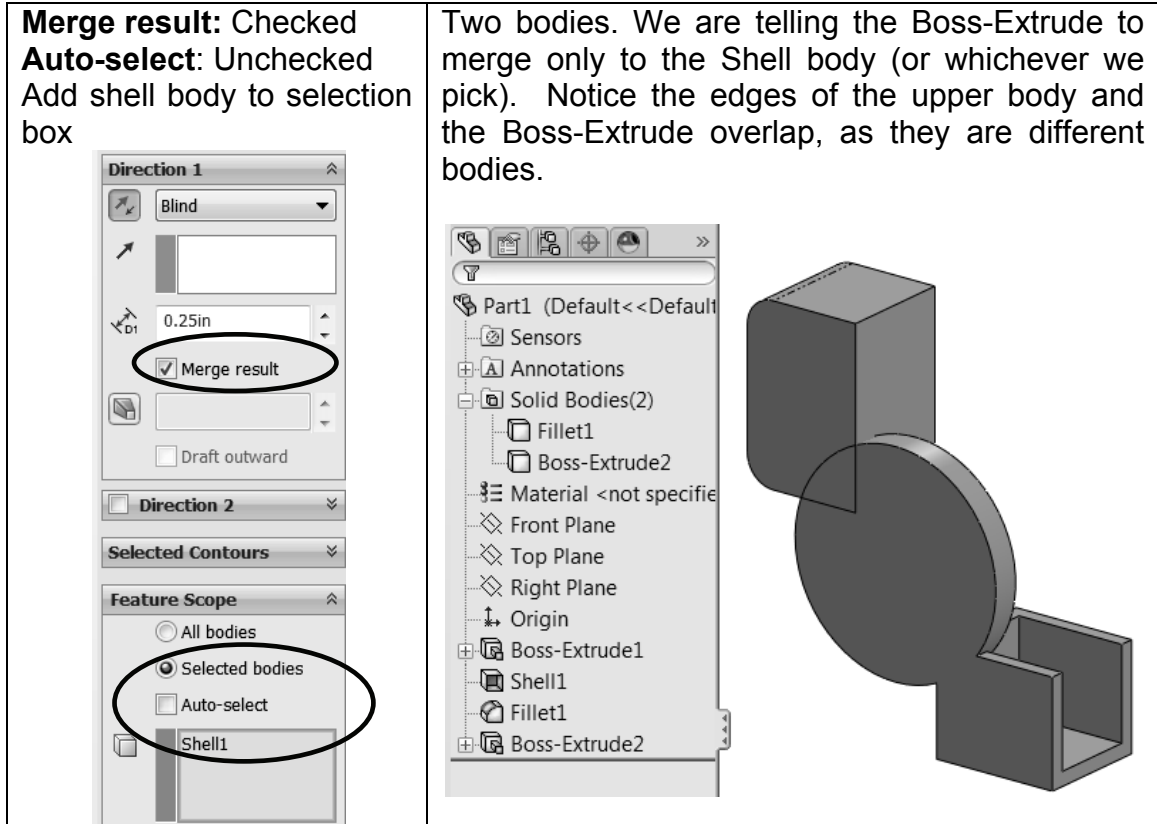 Merge result: Checked
Auto-select: Unchecked
Add shell body to selection
box
Direction 1
Blind
D1
0.25in
Merge result
Draft outward
Direction 2
Selected Contours
Feature Scope
All bodies
Selected bodies
Auto-select
Shell1
Two bodies. We are telling the Boss-Extrude to
merge only to the Shell body (or whichever we
pick). Notice the edges of the upper body and
the Boss-Extrude overlap, as they are different
bodies.
»
Part1 (Default<<Default
Sensors
A Annotations
Solid Bodies(2)
Fillet1
Boss-Extrude2
Material <not specifie
Front Plane
Top Plane
Right Plane
Origin
Boss-Extrude1
Shell1
Fillet1
Boss-Extrude2